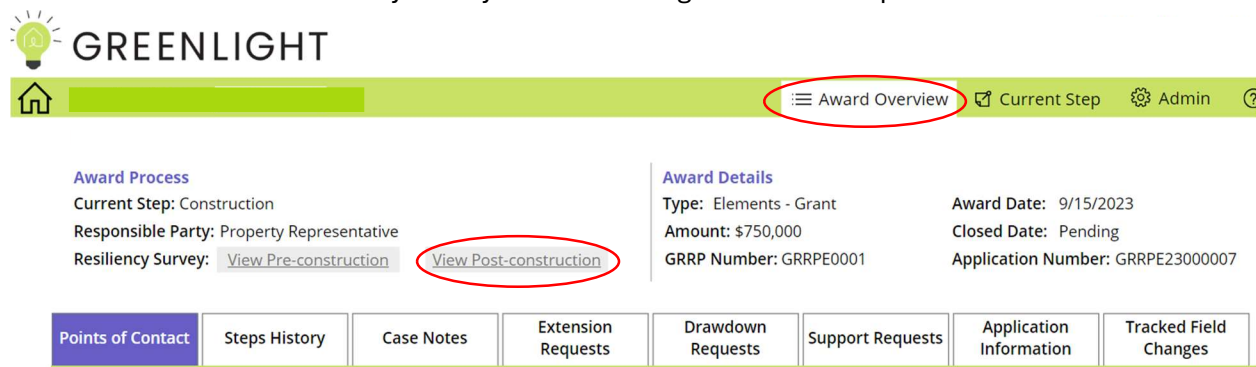 GREENLIGHT
Award Overview Current Step Admin
Award Process
Current Step: Construction
Responsible Party: Property Representative
Resiliency Survey: View Pre-construction View Post-construction
Award Details
Type: Elements - Grant Award Date: 9/15/2023
Amount: $750,000 Closed Date: Pending
GRRP Number: GRRPE0001 Application Number: GRRPE23000007
Points of Contact Steps History Case Notes Extension Requests Drawdown Requests Support Requests Application Information Tracked Field Changes